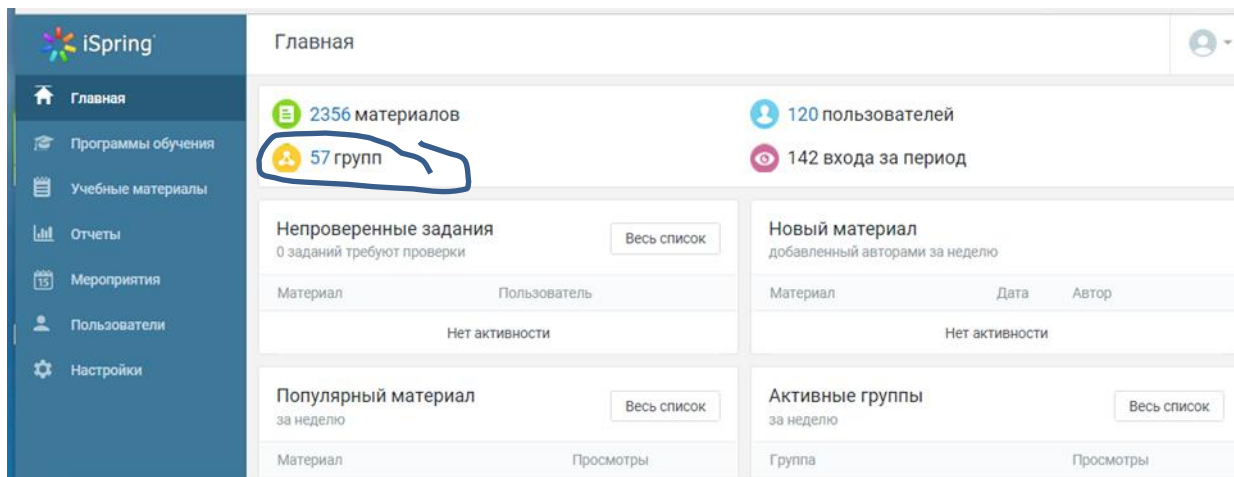 iSpring
Главная
Главная
Программы обучения
Учебные материалы
Отчеты
15
Мероприятия
Пользователи
Настройки
2356 материалов
120 пользователей
57 групп
142 входа за период
Непроверенные задания
0 заданий требуют проверки
Весь список
Материал Пользователь
Нет активности
Новый материал
добавленный авторами за неделю
Материал Дата Автор
Нет активности
Популярный материал
за неделю
Весь список
Материал Просмотры
Активные группы
за неделю
Весь список
Группа Просмотры